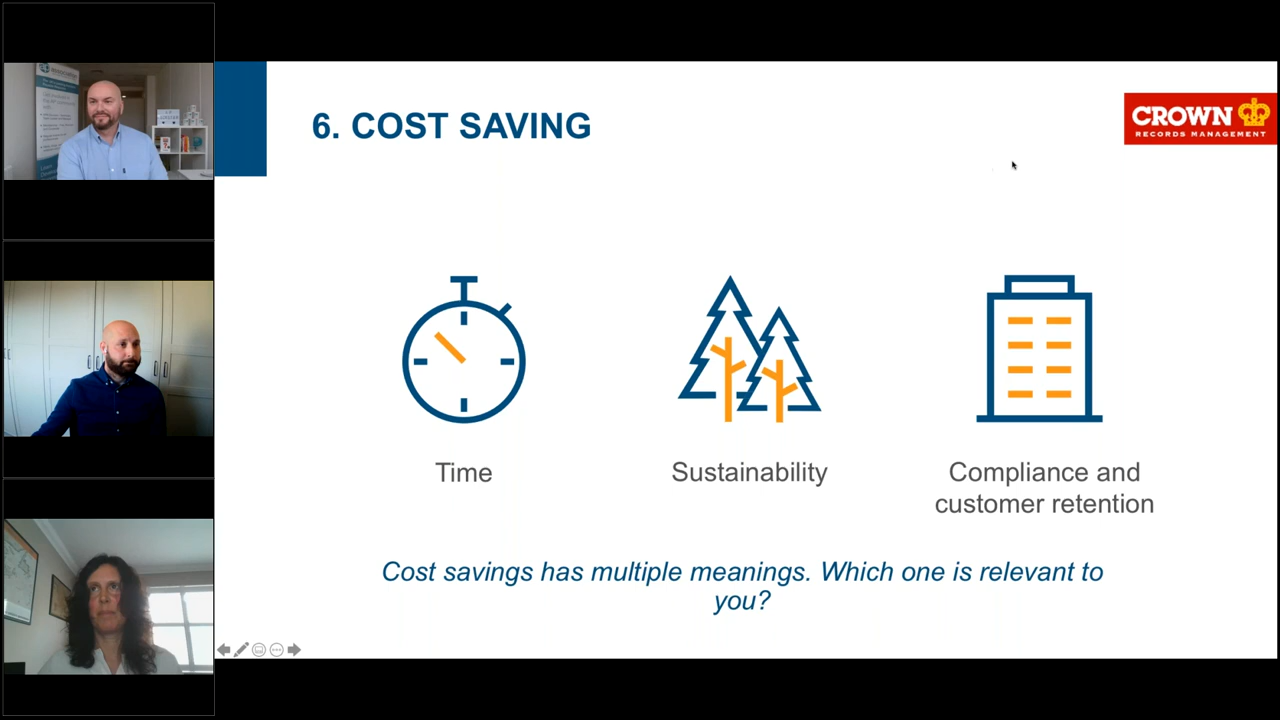 6. COST SAVING
CROWN
RECORDS MANAGEMENT
Time
Sustainability
Compliance and
customer retention
Cost savings has multiple meanings. Which one is relevant to
you?